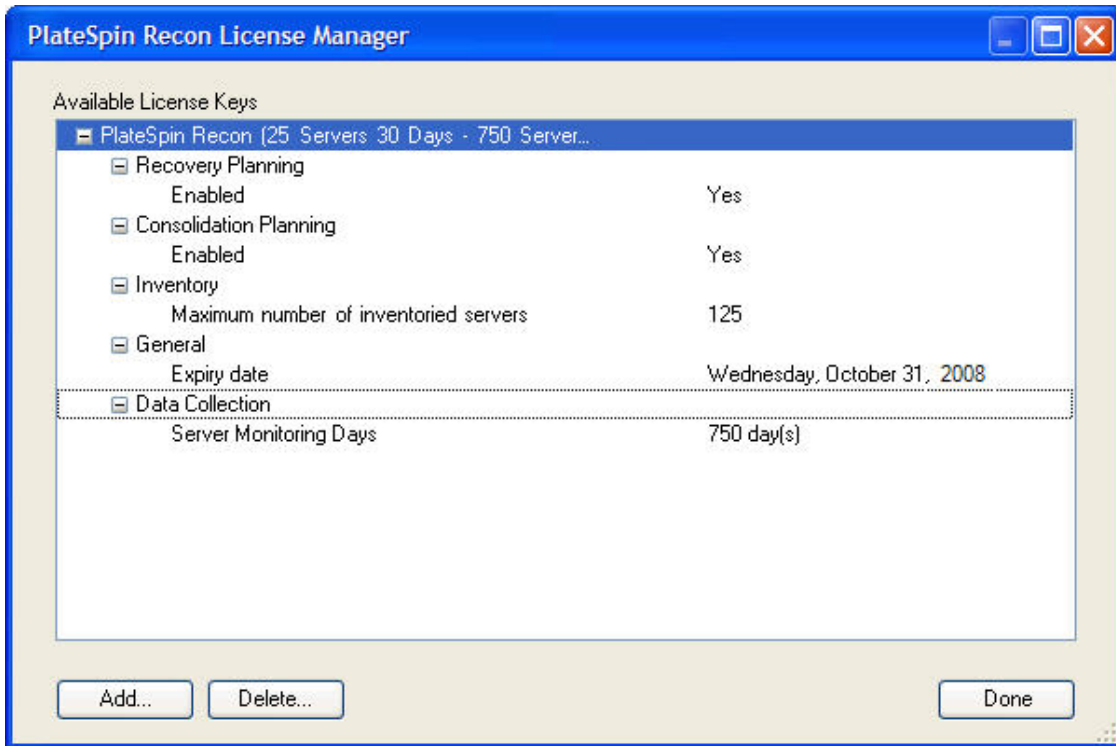 PlateSpin Recon License Manager
Available License Keys
PlateSpin Recon (25 Servers 30 Days - 750 Server...
Recovery Planning
Enabled Yes
Consolidation Planning
Enabled Yes
Inventory
Maximum number of inventoried servers 125
General
Expiry date Wednesday, October 31, 2008
Data Collection
Server Monitoring Days 750 day(s)
Add... Delete... Done